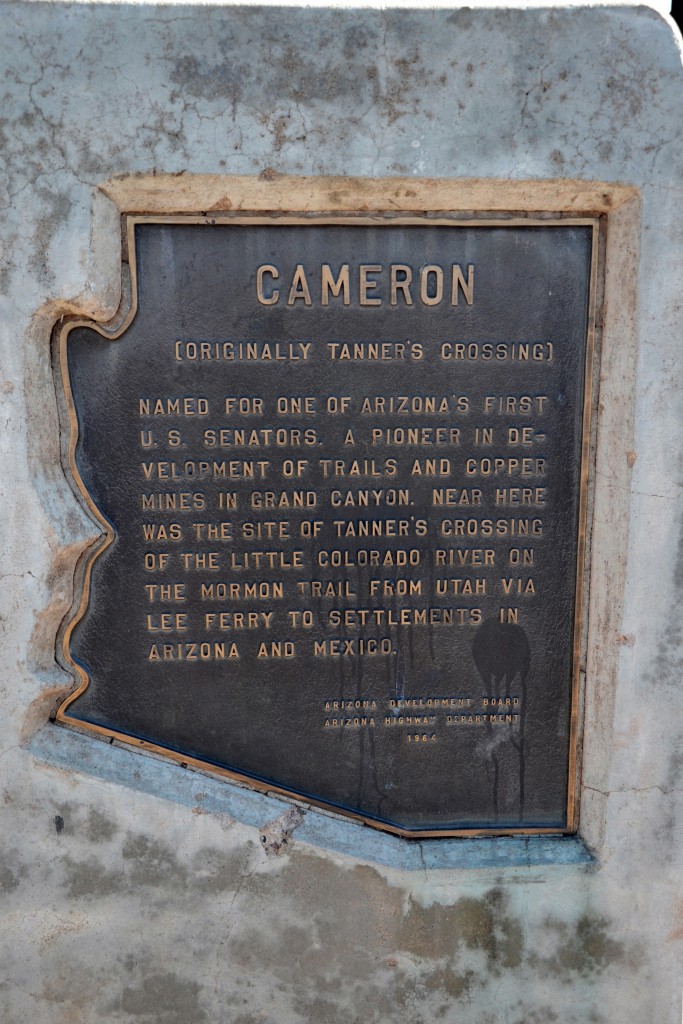 CAMERON
(ORIGINALLY TANNER'S CROSSING)
NAMED FOR ONE OF ARIZONA'S FIRST
U. S. SENATORS. A PIONEER IN DE-
VELOPMENT OF TRAILS AND COPPER
MINES IN GRAND CANYON. NEAR HERE
WAS THE SITE OF TANNER'S CROSSING
OF THE LITTLE COLORADO RIVER ON
THE MORMON TRAIL FROM UTAH VIA
LEE FERRY TO SETTLEMENTS IN
ARIZONA AND MEXICO.
ARIZONA DEVELOPMENT BOARD
ARIZONA HIGHWAY DEPARTMENT
1964